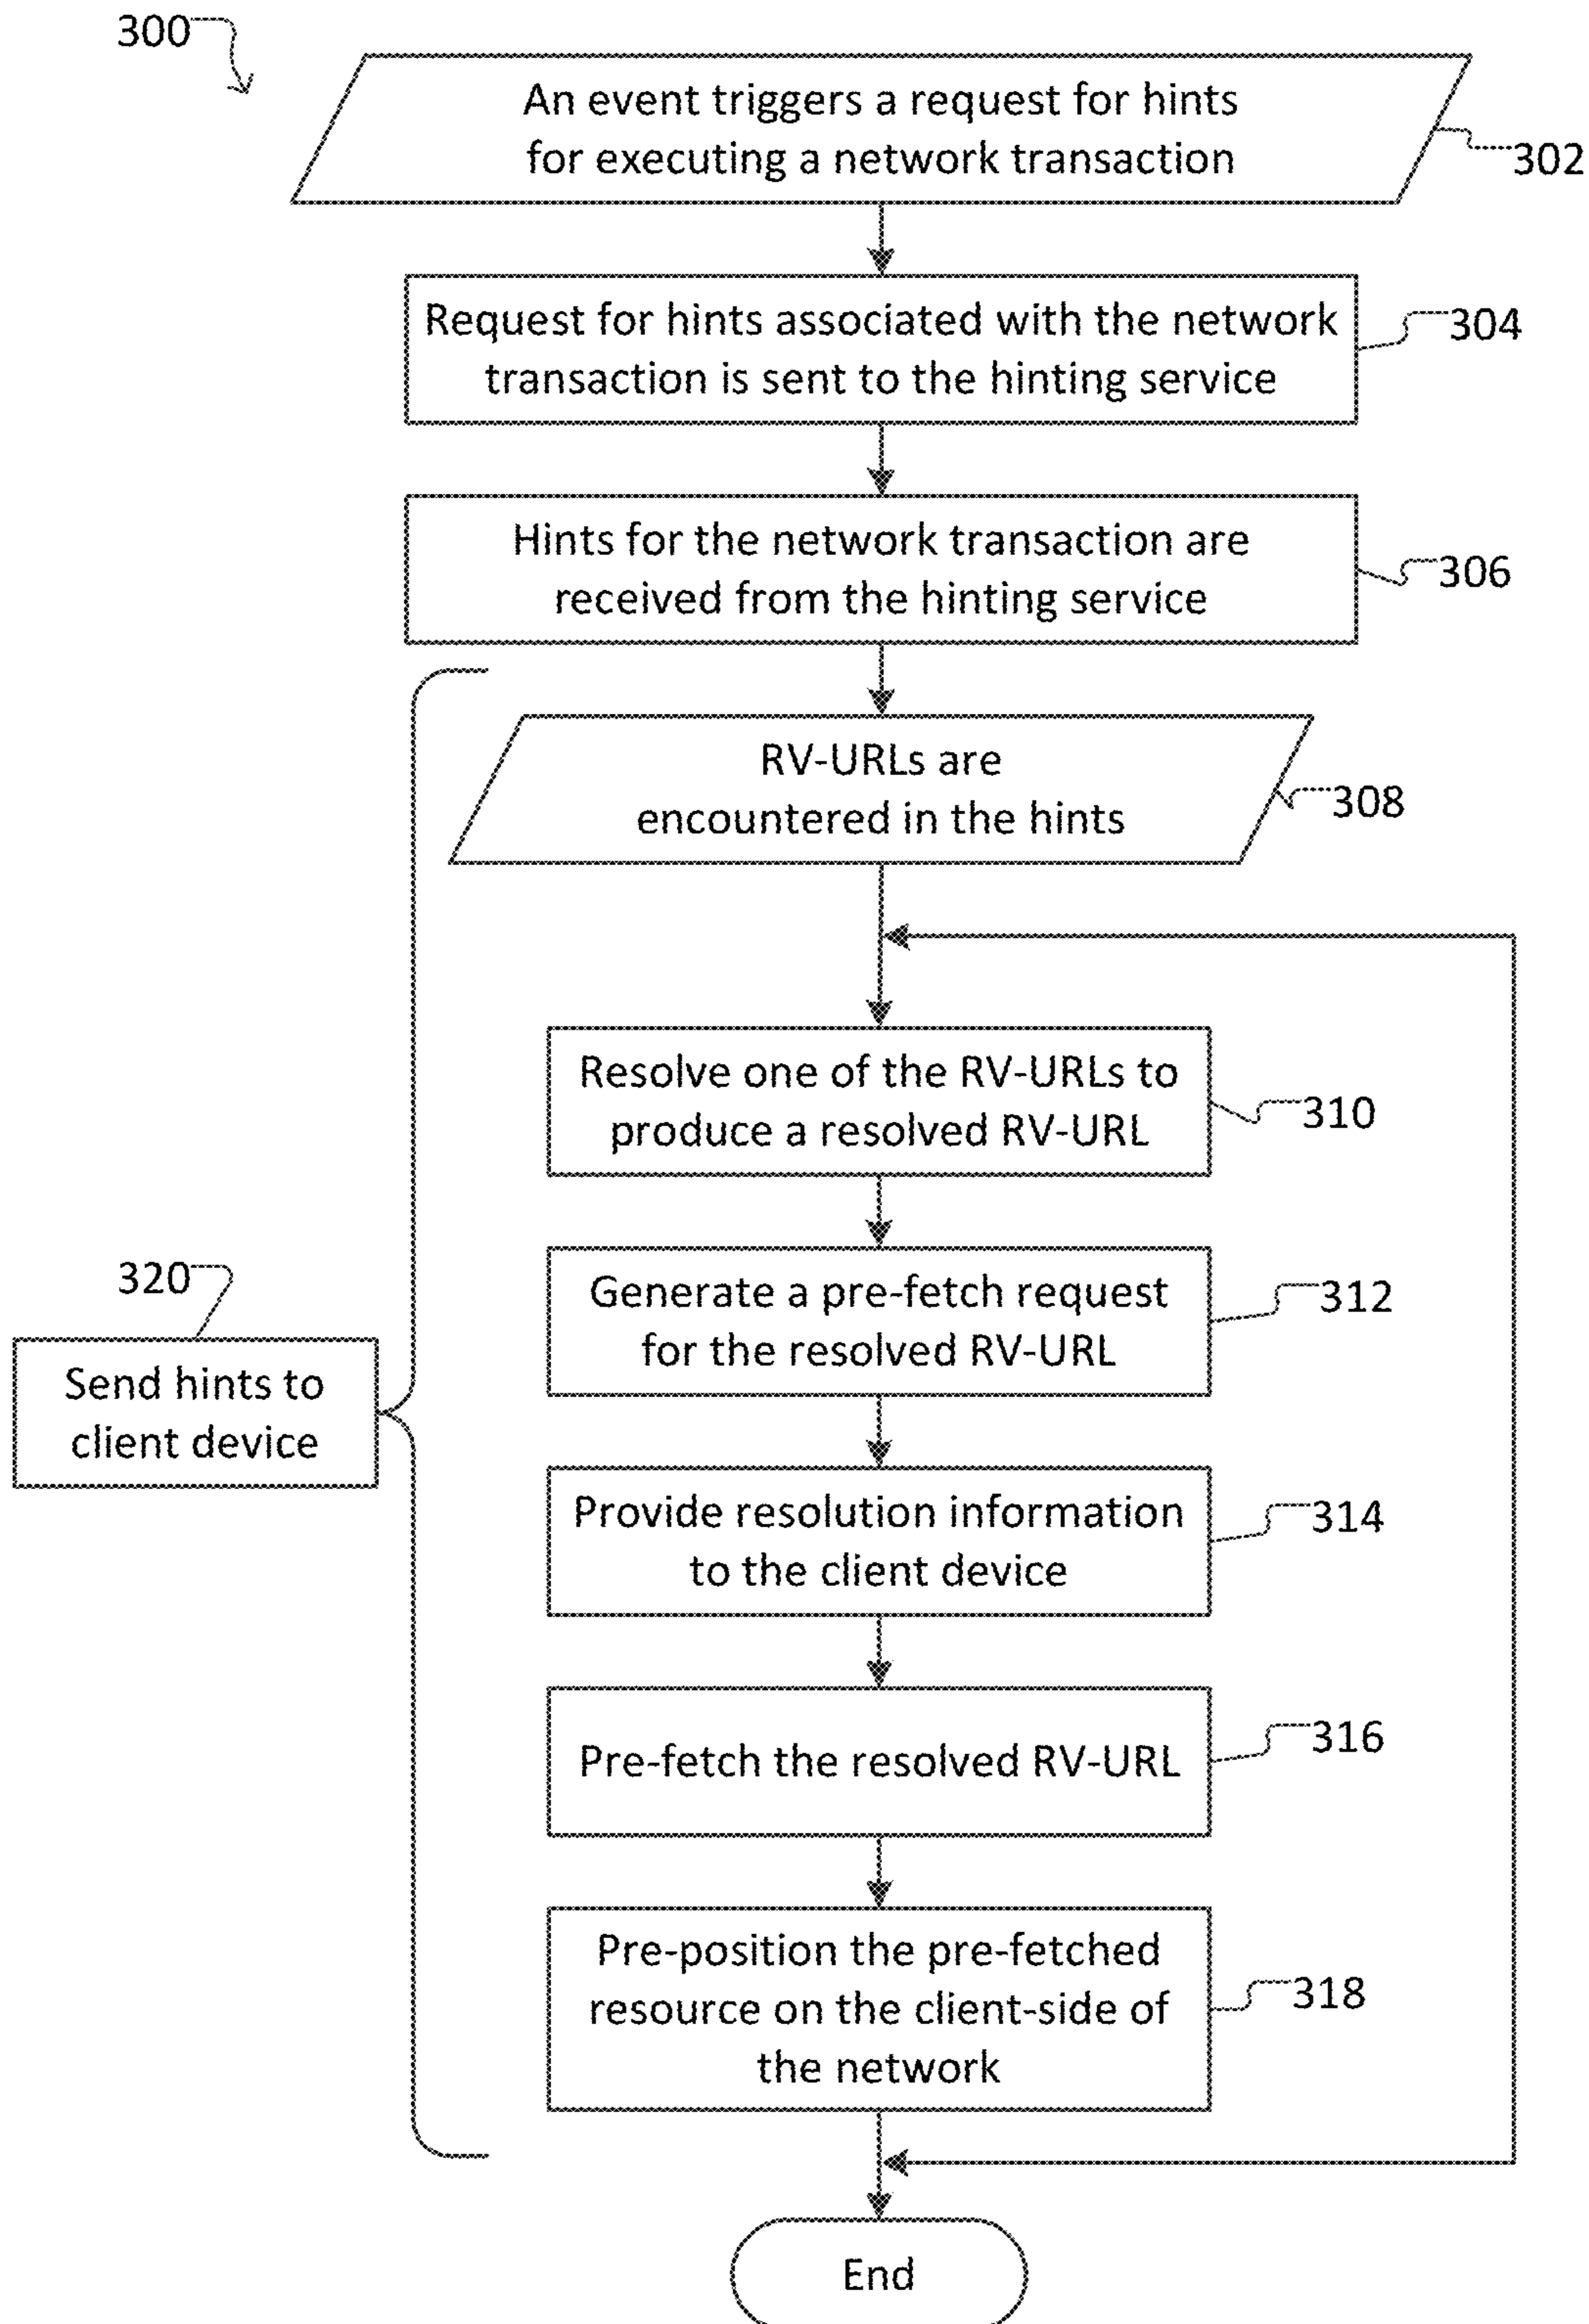 300
An event triggers a request for hints
for executing a network transaction
302
Request for hints associated with the network
transaction is sent to the hinting service
304
Hints for the network transaction are
received from the hinting service
306
RV-URLs are
encountered in the hints
308
Resolve one of the RV-URLs to
produce a resolved RV-URL
310
Generate a pre-fetch request
for the resolved RV-URL
312
320
Send hints to
client device
Provide resolution information
to the client device
314
Pre-fetch the resolved RV-URL
316
Pre-position the pre-fetched
resource on the client-side of
the network
318
End